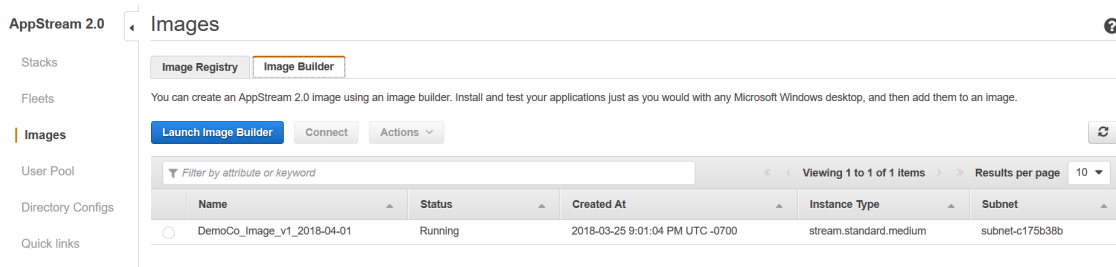 AppStream 2.0
Images
Stacks
Fleets
Images
User Pool
Directory Configs
Quick links
Image Registry Image Builder
You can create an AppStream 2.0 image using an image builder. Install and test your applications just as you would with any Microsoft Windows desktop, and then add them to an image.
Launch Image Builder Connect Actions
Filter by attribute or keyword « < Viewing 1 to 1 of 1 items > » Results per page 10
Name Status Created At Instance Type Subnet
DemoCo_Image_v1_2018-04-01 Running 2018-03-25 9:01:04 PM UTC -0700 stream.standard.medium subnet-c175b38b